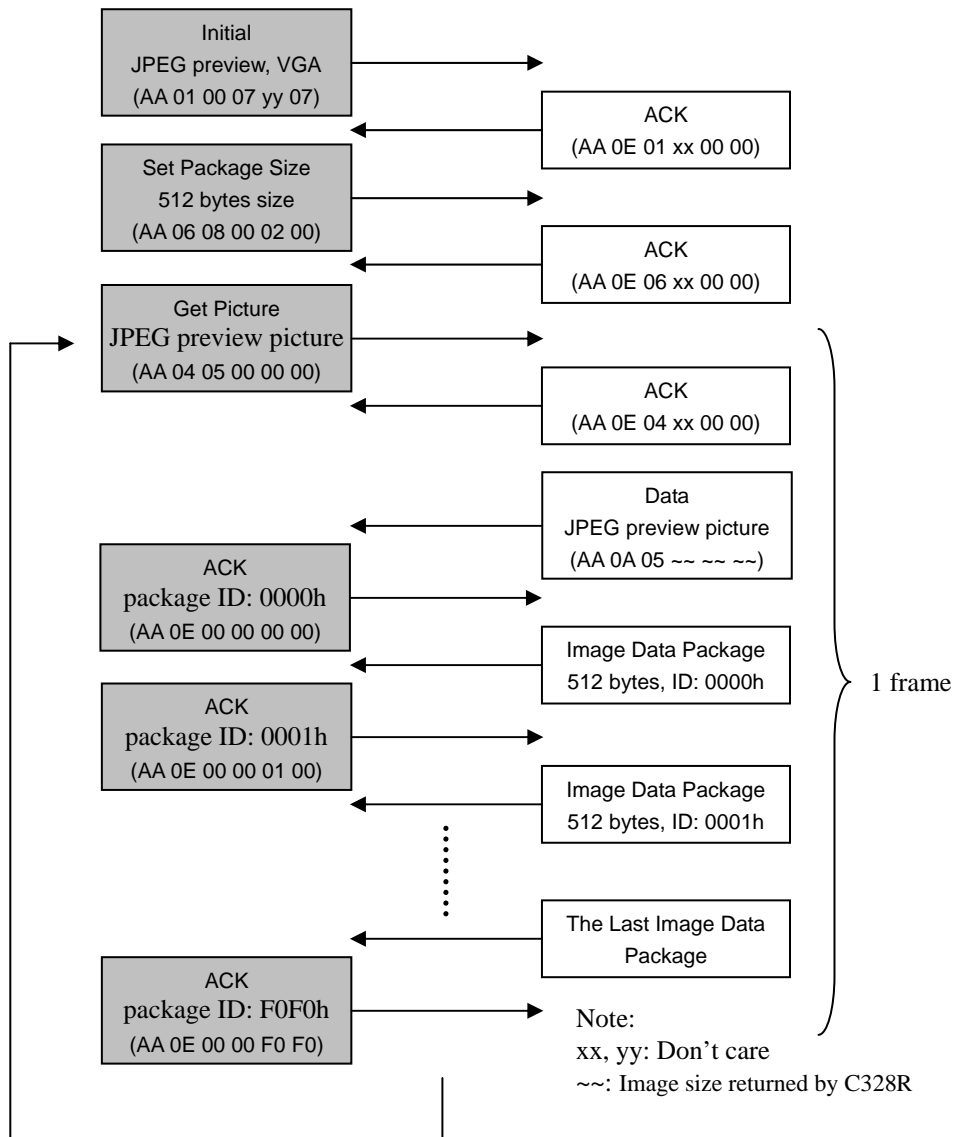 Initial
JPEG preview, VGA
(AA 01 00 07 yy 07)
ACK
(AA 0E 01 xx 00 00)
Set Package Size
512 bytes size
(AA 06 08 00 02 00)
ACK
(AA 0E 06 xx 00 00)
Get Picture
JPEG preview picture
(AA 04 05 00 00 00)
ACK
(AA 0E 04 xx 00 00)
Data
JPEG preview picture
(AA 0A 05 ~~ ~~ ~~)
ACK
package ID: 0000h
(AA 0E 00 00 00 00)
Image Data Package
512 bytes, ID: 0000h
1 frame
ACK
package ID: 0001h
(AA 0E 00 00 01 00)
Image Data Package
512 bytes, ID: 0001h
The Last Image Data
Package
ACK
package ID: F0F0h
(AA 0E 00 00 F0 F0)
Note:
xx, yy: Don't care
~~: Image size returned by C328R